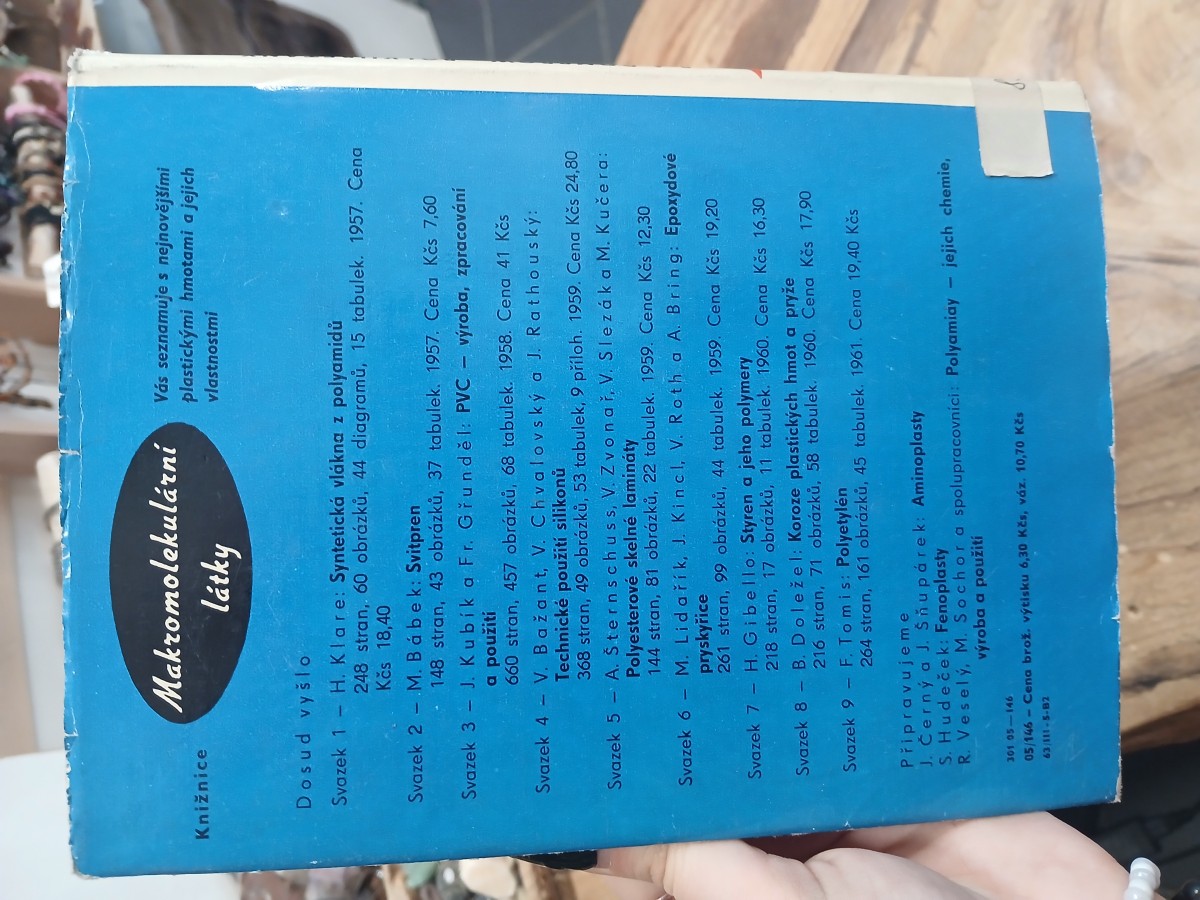 Knižnice
Makromolekulární
látky
Vás seznamuje s nejnovějšími
plastickými hmotami a jejich
vlastnostmi
Dosud vyšlo
Svazek 1 – H. Klare: Syntetická vlákna z polyamidů
248 stran, 60 obrázků, 44 diagramů, 15 tabulek. 1957. Cena
Kčs 18,40
Svazek 2 – M. Bábek: Svitpren
148 stran, 43 obrázků, 37 tabulek. 1957. Cena Kčs 7,60
Svazek 3 – J. Kubík a Fr. Gřunděl: PVC – výroba, zpracování
a použití
660 stran, 457 obrázků, 68 tabulek. 1958. Cena 41 Kčs
Svazek 4 – V. Bažant, V. Chvalovský a J. Rathouský:
Technické použití silikonů
368 stran, 49 obrázků, 53 tabulek, 9 příloh. 1959. Cena Kčs 24,80
Svazek 5 – A. Šternschuss, V. Zvonař, V. Slezák a M. Kučera:
Polyesterové skelné lamináty
144 stran, 81 obrázků, 22 tabulek. 1959. Cena Kčs 12,30
Svazek 6 – M. Lidařík, J. Kincl, V. Roth a A. Bring: Epoxydové
pryskyřice
261 stran, 99 obrázků, 44 tabulek. 1959. Cena Kčs 19,20
Svazek 7 – H. Gibello: Styren a jeho polymery
218 stran, 17 obrázků, 11 tabulek. 1960. Cena Kčs 16,30
Svazek 8 – B. Doležel: Koroze plastických hmot a pryže
216 stran, 71 obrázků, 58 tabulek. 1960. Cena Kčs 17,90
Svazek 9 – F. Tomis: Polyetylén
264 stran, 161 obrázků, 45 tabulek. 1961. Cena 19,40 Kčs
Připravujeme
J. Černý a J. Šňupárek: Aminoplasty
S. Hudeček: Fenoplasty
R. Veselý, M. Sochor a spolupracovníci: Polyamiay – jejich chemie,
výroba a použití
301 05—146
05/146 – Cena brož. výtisku 6,30 Kčs, váz. 10,70 Kčs
63/III-5-B2